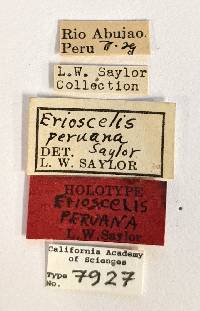 Rio Abujao.
Peru
L.W. Saylor
Collection
Erioscelis
peruana
Saylor
DET.
L. W. SAYLOR
HOLOTYPE
Erioscelis
PERUANA
L. W. Saylor
California Academy
of Sciences
Type
No. 7927